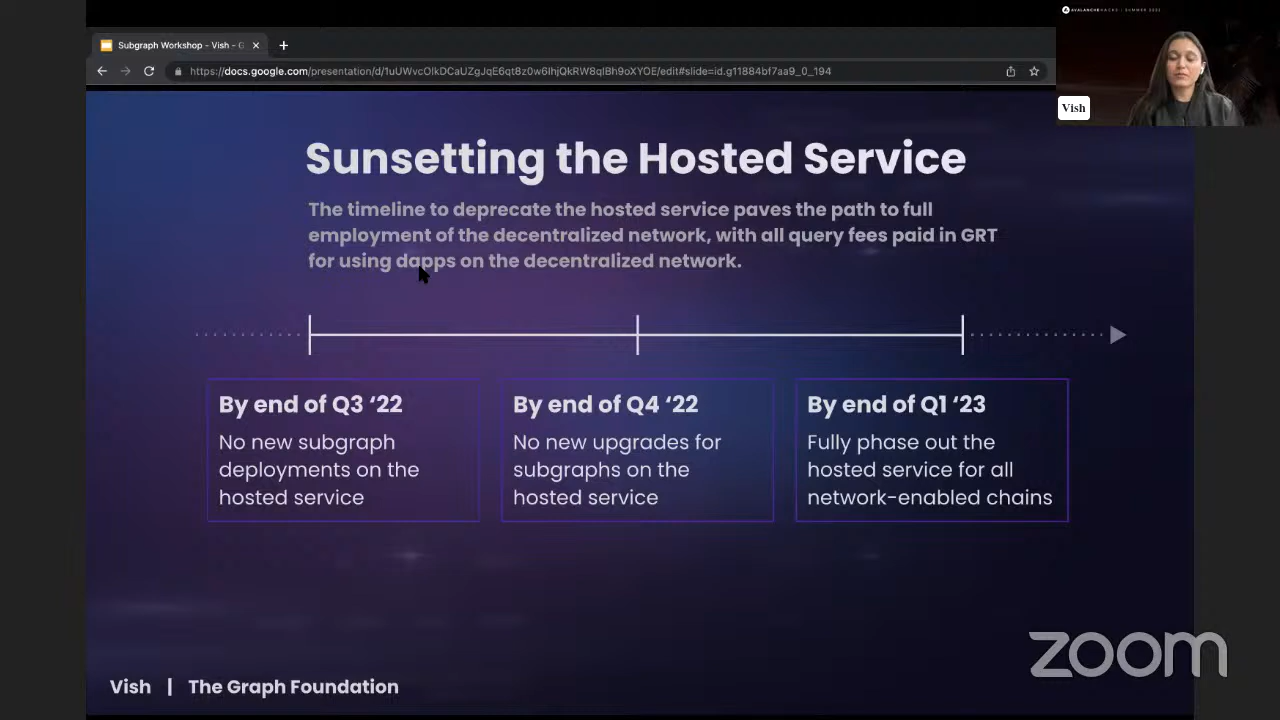 AVALANCHE HACKS | SUMMER 2022
Subgraph Workshop - Vish - G
https://docs.google.com/presentation/d/1uUWvcOlkDCaUZgJqE6qt8z0w6IhjQkRW8qlBh9oXYOE/edit#slide=id.g11884bf7aa9_0_194
Vish
Sunsetting the Hosted Service
The timeline to deprecate the hosted service paves the path to full
employment of the decentralized network, with all query fees paid in GRT
for using dapps on the decentralized network.
By end of Q3 ‘22
No new subgraph
deployments on the
hosted service
By end of Q4 ‘22
No new upgrades for
subgraphs on the
hosted service
By end of Q1 ‘23
Fully phase out the
hosted service for all
network-enabled chains
zoom
Vish | The Graph Foundation